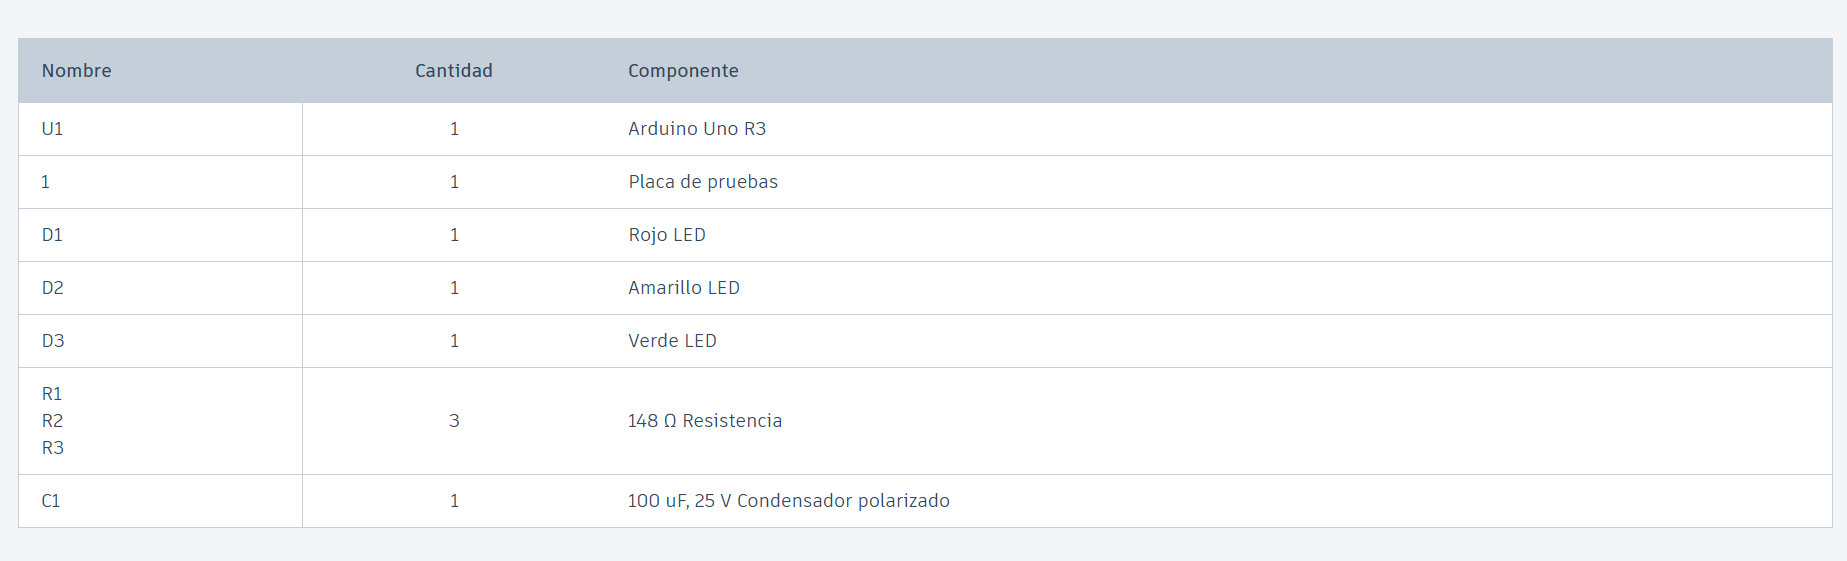 Nombre Cantidad Componente
U1 1 Arduino Uno R3
1 1 Placa de pruebas
D1 1 Rojo LED
D2 1 Amarillo LED
D3 1 Verde LED
R1
R2 3 148 Ω Resistencia
R3
C1 1 100 uF, 25 V Condensador polarizado